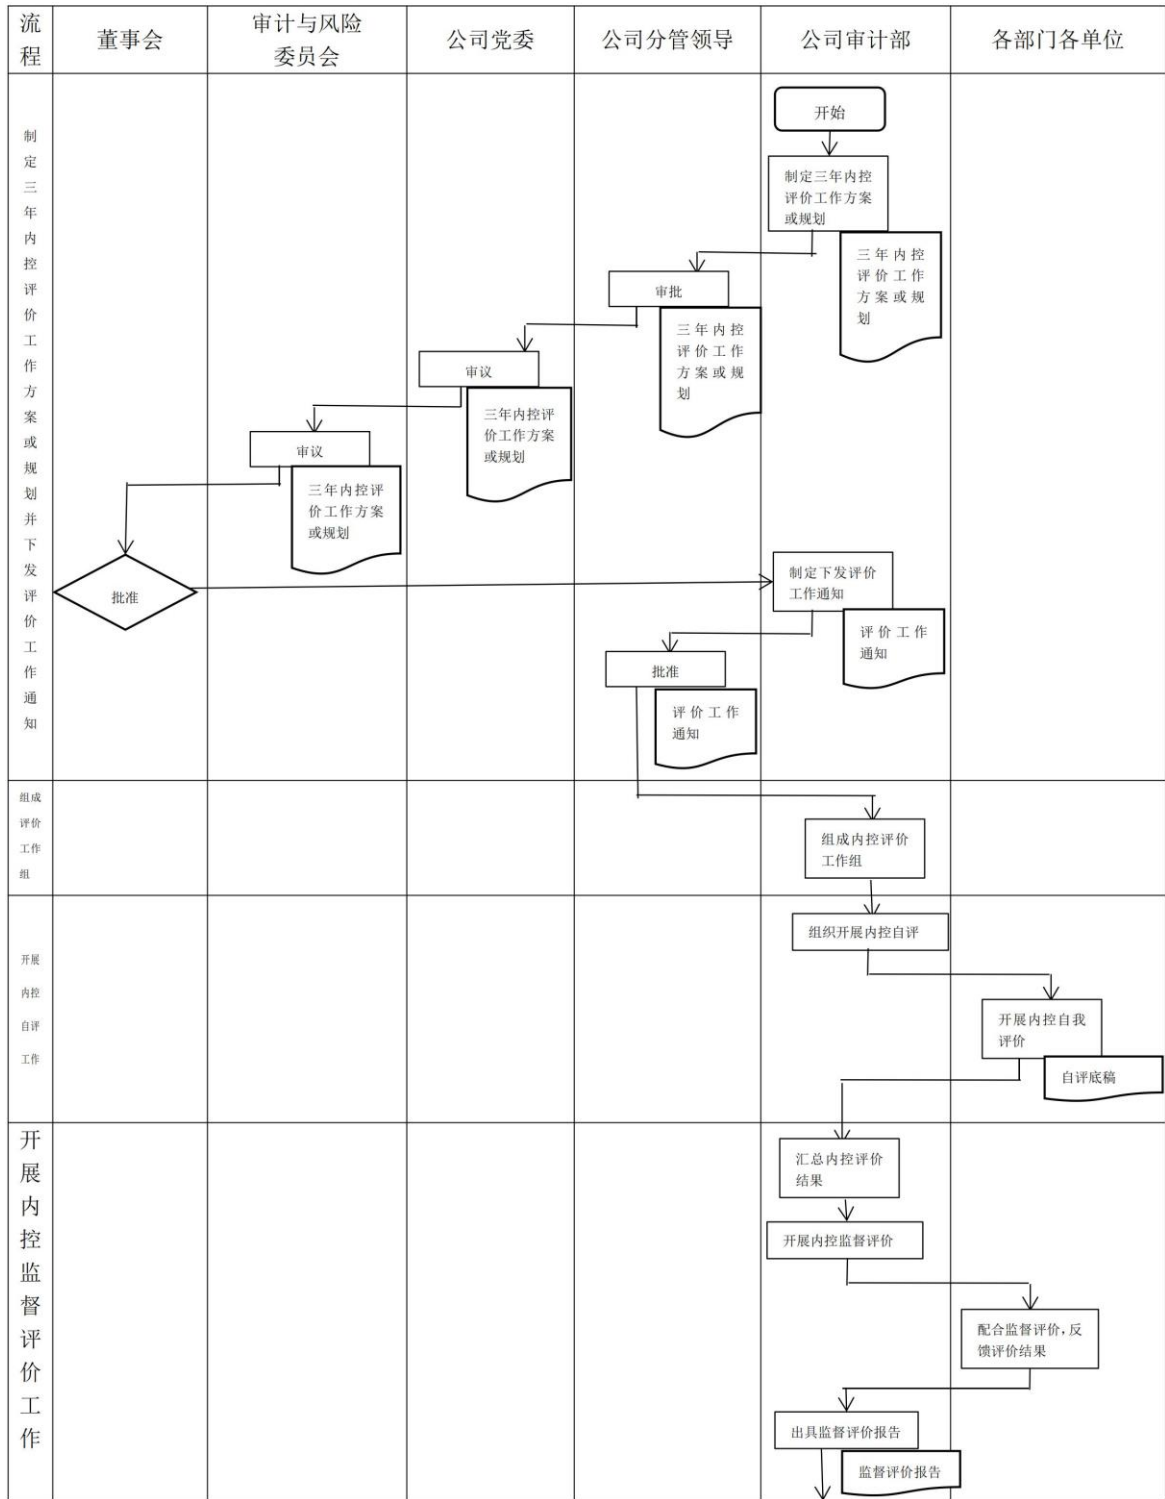 流
程
董事会
审计与风险
委员会
公司党委
公司分管领导
公司审计部
各部门各单位
制
定
三
年
内
控
评
价
工
作
方
案
或
规
划
并
下
发
评
价
工
作
通
知
开始
制定三年内控
评价工作方案
或规划
三年内控
评价工作
方案或规
划
审批
三年内控
评价工作
方案或规
划
审议
三年内控评
价工作方案
或规划
审议
三年内控评
价工作方案
或规划
批准
制定下发评价
工作通知
评价工作
通知
批准
评价工作
通知
组成
评价
工作
组
组成内控评价
工作组
开展
内控
自评
工作
组织开展内控自评
开展内控自我
评价
自评底稿
开
展
内
控
监
督
评
价
工
作
汇总内控评价
结果
开展内控监督评价
配合监督评价,反
馈评价结果
出具监督评价报告
监督评价报告